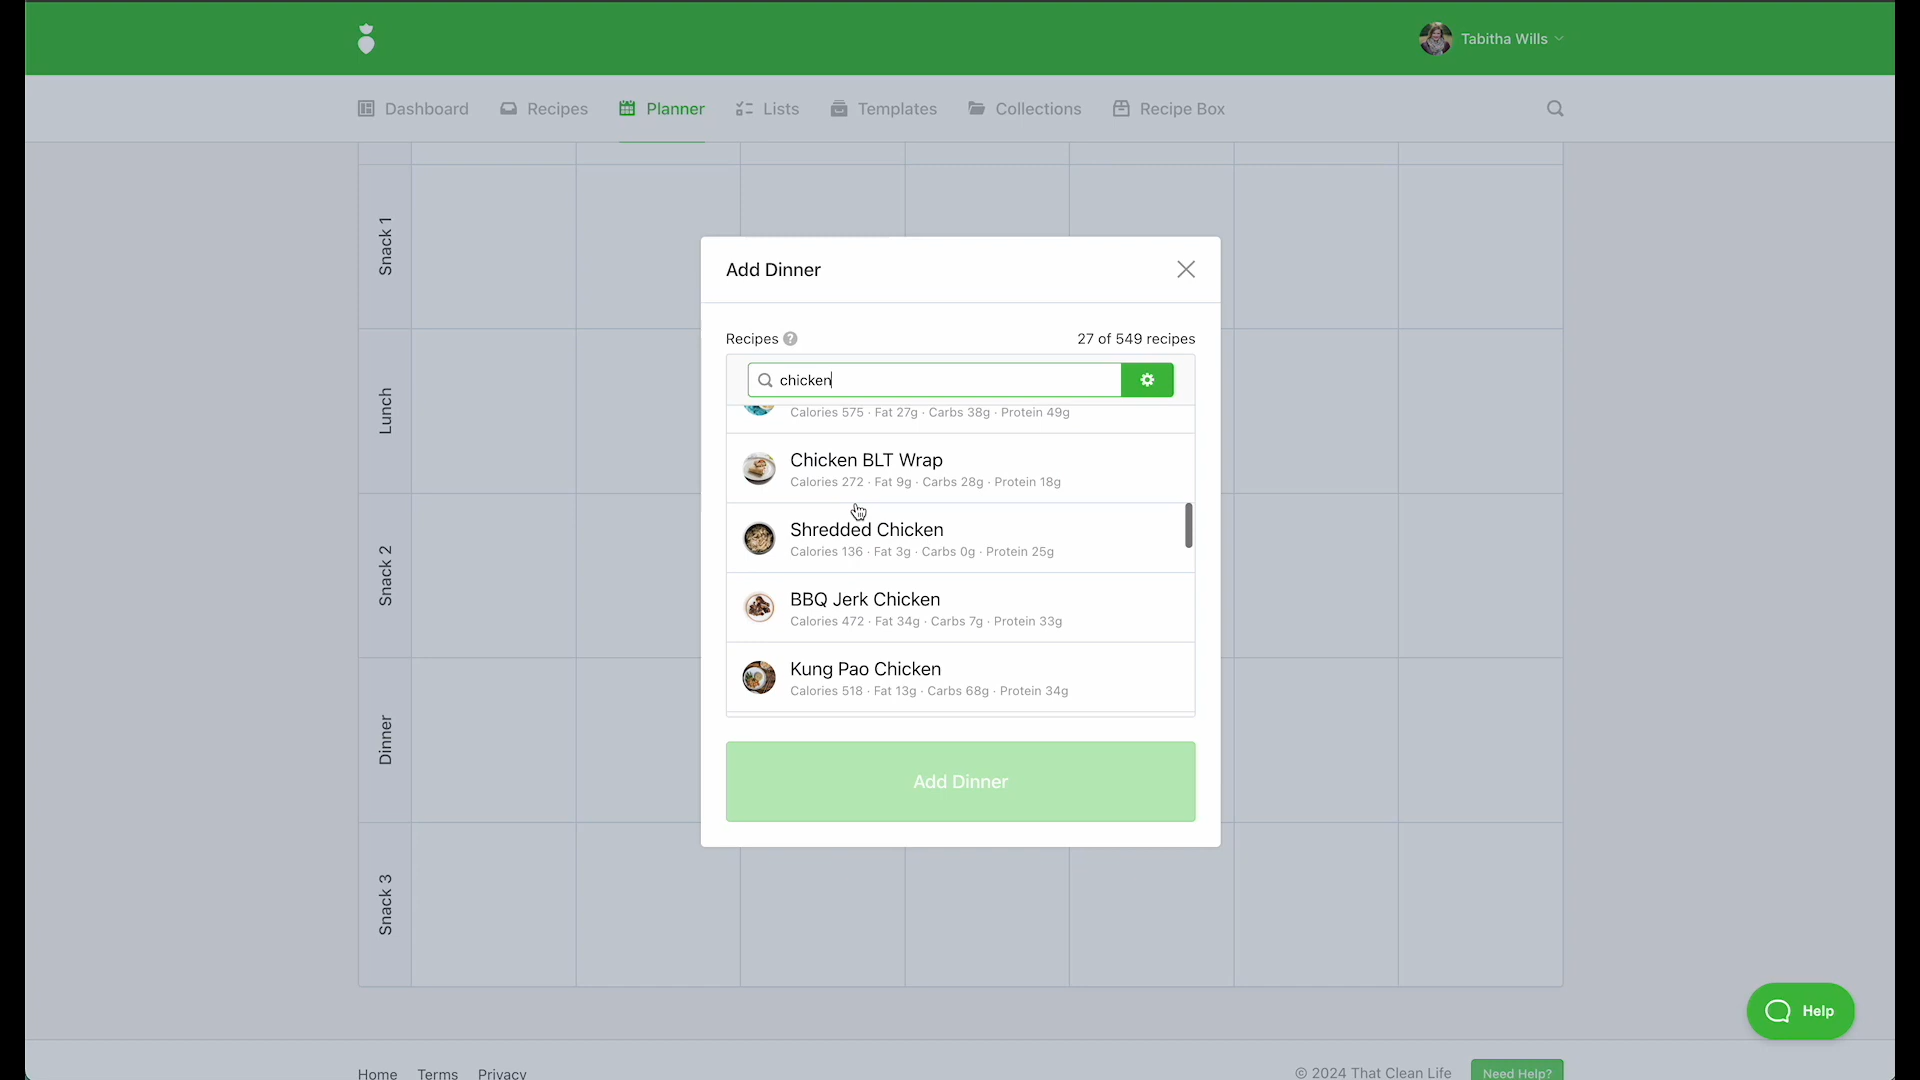 Tabitha Wills
Dashboard
Recipes
Planner
Lists
Templates
Collections
Recipe Box
Snack 1
Lunch
Snack 2
Dinner
Snack 3
Add Dinner
Recipes ?
27 of 549 recipes
chicken
Calories 575 · Fat 27g · Carbs 38g · Protein 49g
Chicken BLT Wrap
Calories 272 · Fat 9g · Carbs 28g · Protein 18g
Shredded Chicken
Calories 136 · Fat 3g · Carbs 0g · Protein 25g
BBQ Jerk Chicken
Calories 472 · Fat 34g · Carbs 7g · Protein 33g
Kung Pao Chicken
Calories 518 · Fat 13g · Carbs 68g · Protein 34g
Add Dinner
Help
Home Terms Privacy
© 2024 That Clean Life
Need Help?